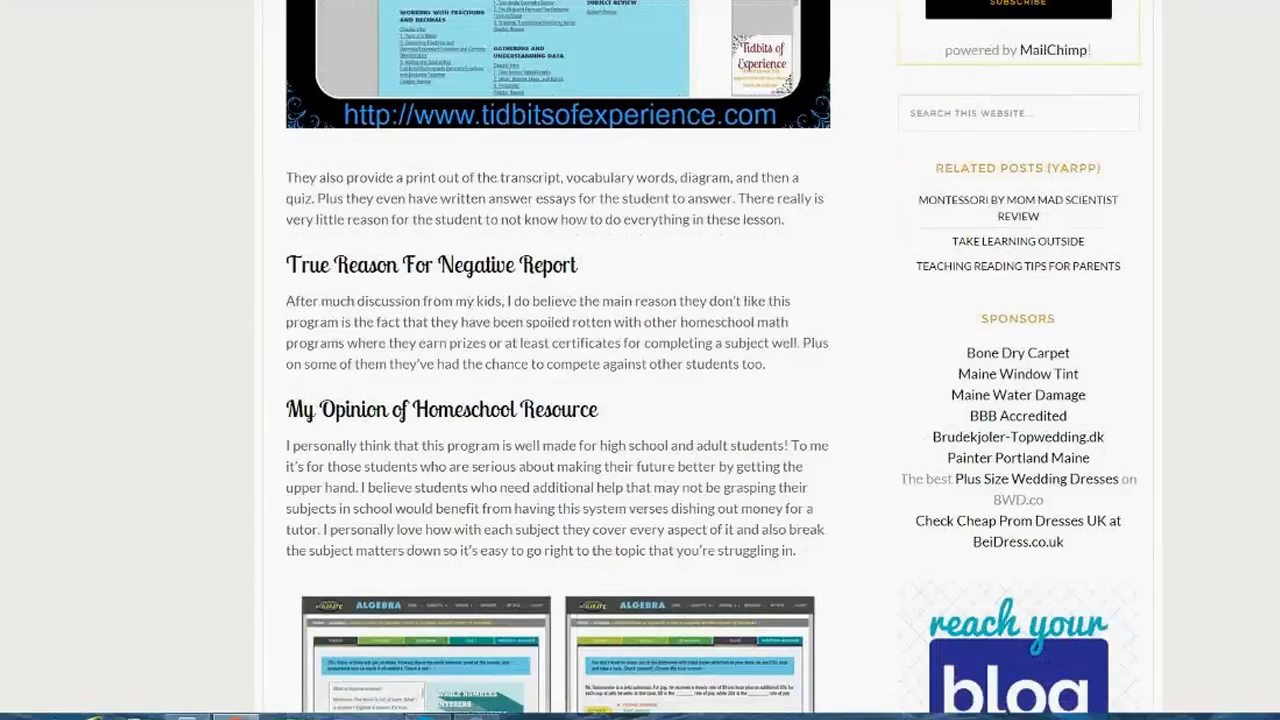 WORKING WITH FRACTIONS
AND DECIMALS
GATHERING AND
UNDERSTANDING DATA
SUBJECT REVIEW
Tidbits of
Experience
http://www.tidbitsofexperience.com
They also provide a print out of the transcript, vocabulary words, diagram, and then a
quiz. Plus they even have written answer essays for the student to answer. There really is
very little reason for the student to not know how to do everything in these lesson.
True Reason For Negative Report
After much discussion from my kids, I do believe the main reason they don't like this
program is the fact that they have been spoiled rotten with other homeschool math
programs where they earn prizes or at least certificates for completing a subject well. Plus
on some of them they've had the chance to compete against other students too.
My Opinion of Homeschool Resource
I personally think that this program is well made for high school and adult students! To me
it's for those students who are serious about making their future better by getting the
upper hand. I believe students who need additional help that may not be grasping their
subjects in school would benefit from having this system verses dishing out money for a
tutor. I personally love how with each subject they cover every aspect of it and also break
the subject matters down so it's easy to go right to the topic that you're struggling in.
ALGEBRA
ALGEBRA
SUBSCRIBE
powered by MailChimp!
SEARCH THIS WEBSITE...
RELATED POSTS (YARPP)
MONTESSORI BY MOM MAD SCIENTIST
REVIEW
TAKE LEARNING OUTSIDE
TEACHING READING TIPS FOR PARENTS
SPONSORS
Bone Dry Carpet
Maine Window Tint
Maine Water Damage
BBB Accredited
Brudekjoler-Topwedding.dk
Painter Portland Maine
The best Plus Size Wedding Dresses on
8WD.co
Check Cheap Prom Dresses UK at
BeiDress.co.uk
reach your
blog